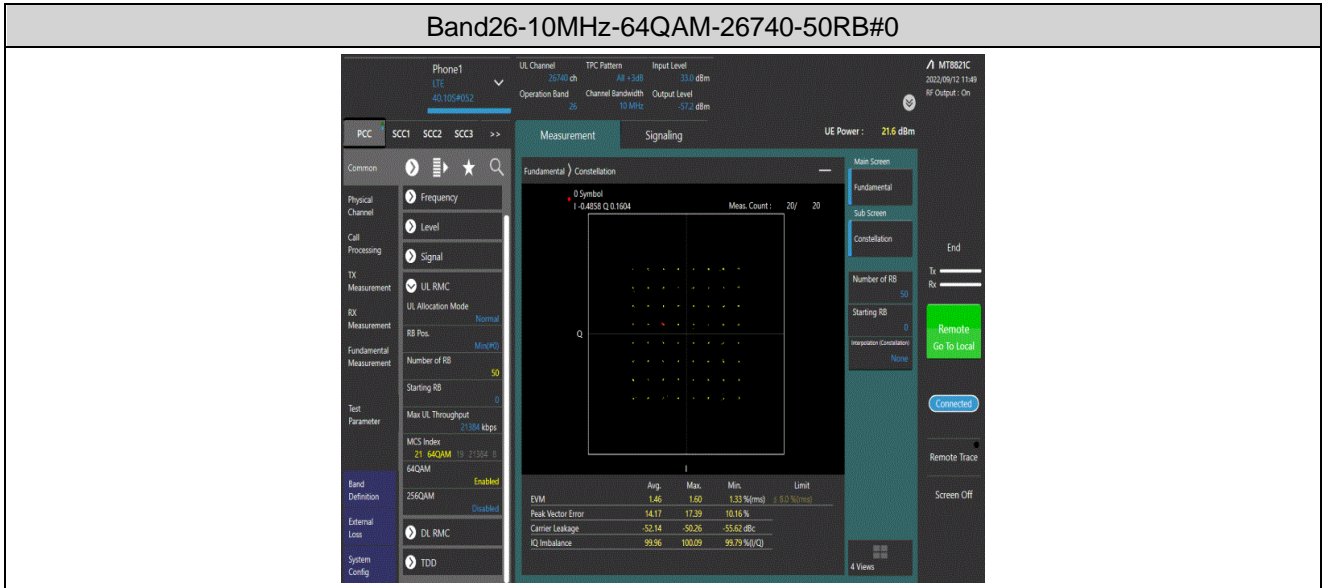 Band26-10MHz-64QAM-26740-50RB#0
Phone1
LTE
40.10S#052
UL Channel TPC Pattern Input Level
26740 ch All +3dB 33.0 dBm
Operation Band Channel Bandwidth Output Level
26 10 MHz -57.2 dBm
MT8821C
2022/09/12 11:49
RF Output : On
PCC SCC1 SCC2 SCC3 >>
Measurement Signaling
UE Power : 21.6 dBm
Common
Physical
Channel
Call
Processing
TX
Measurement
RX
Measurement
Fundamental
Measurement
Test
Parameter
Band
Definition
External
Loss
System
Config
Frequency
Level
Signal
UL RMC
UL Allocation Mode
Normal
RB Pos.
Min(#0)
Number of RB
50
Starting RB
0
Max UL Throughput
21384 kbps
MCS Index
21 64QAM 19 21384 8
64QAM
Enabled
256QAM
Disabled
DL RMC
TDD
Fundamental Constellation
0 Symbol
I -0.4858 Q 0.1604 Meas. Count : 20/ 20
Q
I
Avg. Max. Min. Limit
EVM 1.46 1.60 1.33 %(rms) ≤ 8.0 %(rms)
Peak Vector Error 14.17 17.39 10.16 %
Carrier Leakage -52.14 -50.26 -55.62 dBc
IQ Imbalance 99.96 100.09 99.79 %(I/Q)
Main Screen
Fundamental
Sub Screen
Constellation
Number of RB
50
Starting RB
0
Interpolation (Constellation)
None
4 Views
End
Tx
Rx
Remote
Go To Local
Connected
Remote Trace
Screen Off